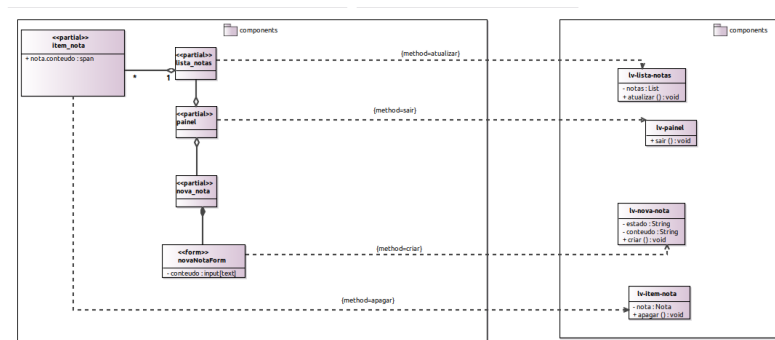 components
<<partial>>
item_nota
+ nota.conteudo : span
*
1
<<partial>>
lista_notas
<<partial>>
painel
<<partial>>
nova_nota
<<form>>
novaNotaForm
- conteudo : input[text]
{method=atualizar}
{method=sair}
{method=criar}
{method=apagar}
components
lv-lista-notas
- notas : List
+ atualizar () : void
lv-painel
+ sair () : void
lv-nova-nota
- estado : String
- conteudo : String
+ criar () : void
lv-item-nota
- nota : Nota
+ apagar () : void